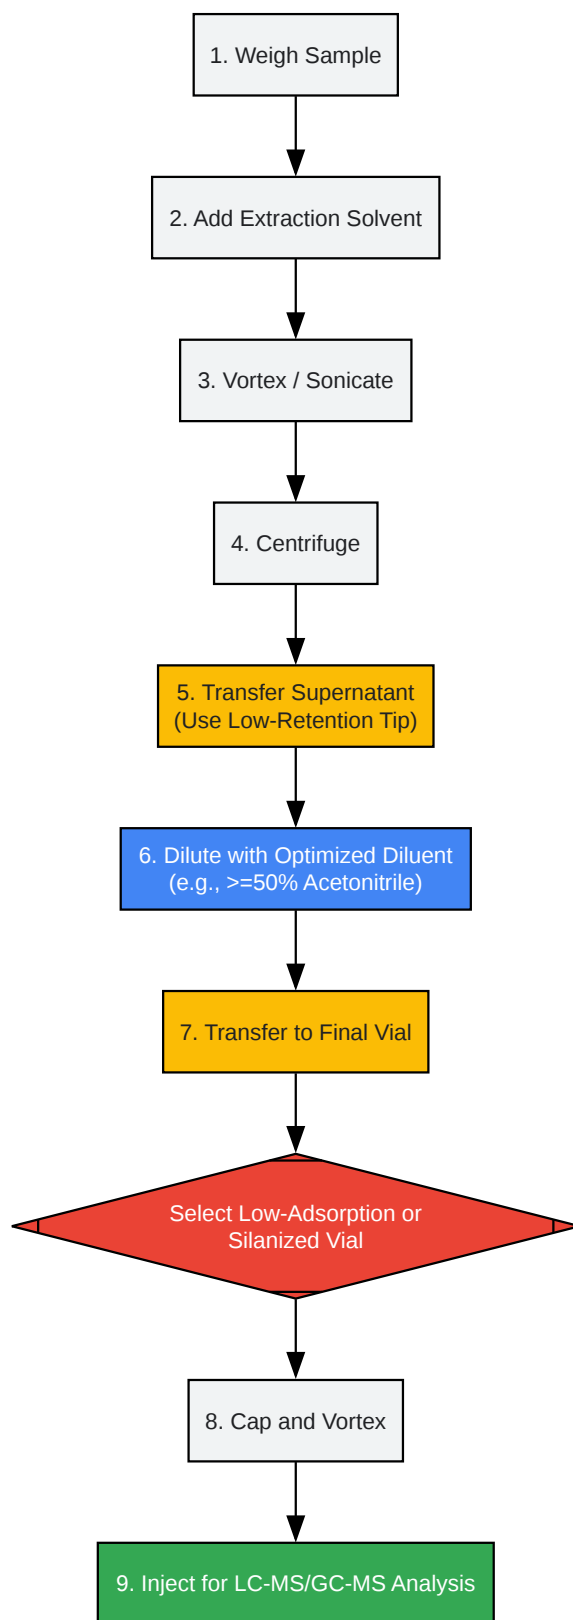 1. Weigh Sample
2. Add Extraction Solvent
3. Vortex / Sonicate
4. Centrifuge
5. Transfer Supernatant
(Use Low-Retention Tip)
6. Dilute with Optimized Diluent
(e.g., >=50% Acetonitrile)
7. Transfer to Final Vial
Select Low-Adsorption or
Silanized Vial
8. Cap and Vortex
9. Inject for LC-MS/GC-MS Analysis